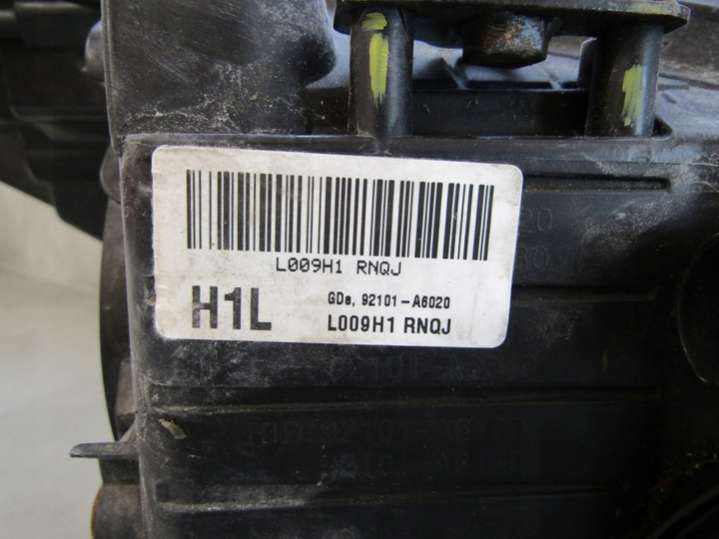 L009H1 RNQJ
H1L
GDe, 92101-A6020
L009H1 RNQJ